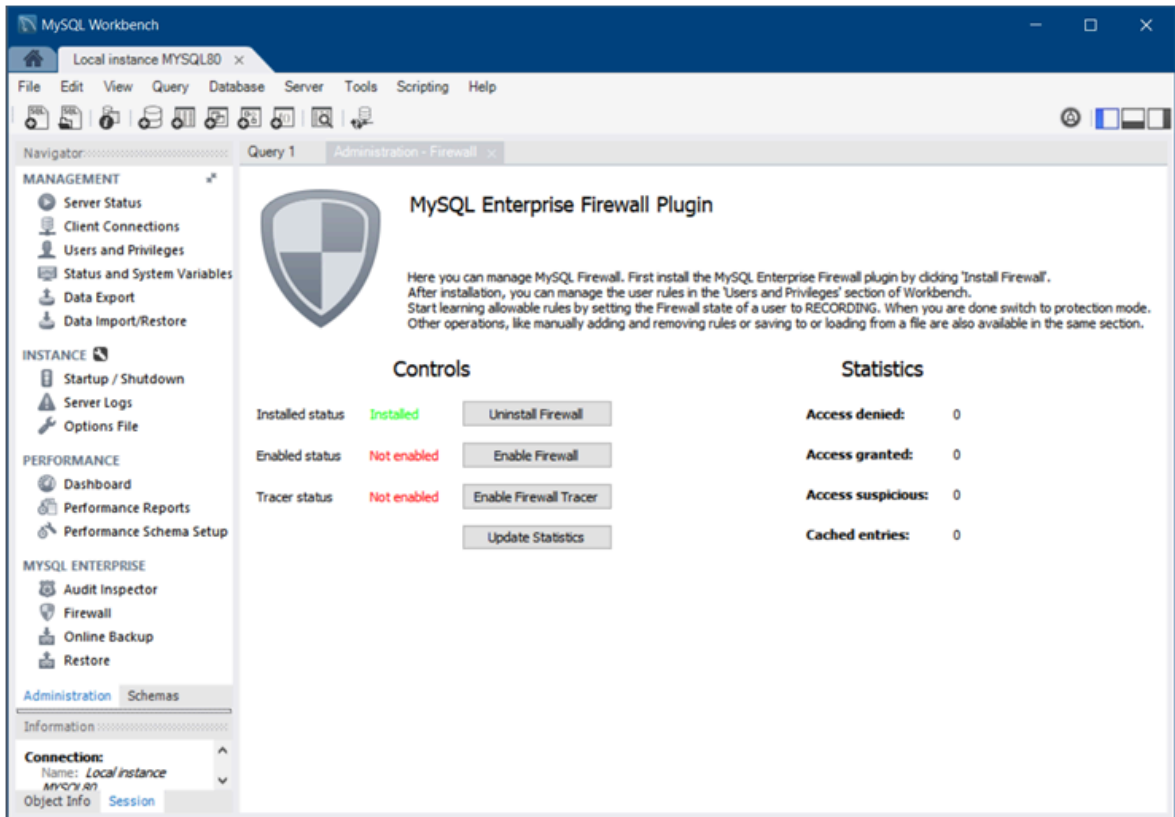 MySQL Workbench
Local instance MYSQL80
File Edit View Query Database Server Tools Scripting Help
Navigator
MANAGEMENT
Server Status
Client Connections
Users and Privileges
Status and System Variables
Data Export
Data Import/Restore
INSTANCE
Startup / Shutdown
Server Logs
Options File
PERFORMANCE
Dashboard
Performance Reports
Performance Schema Setup
MYSQL ENTERPRISE
Audit Inspector
Firewall
Online Backup
Restore
Administration Schemas
Information
Connection:
Name: Local instance
MYSQL80
Object Info Session
Query 1 Administration - Firewall
MySQL Enterprise Firewall Plugin
Here you can manage MySQL Firewall. First install the MySQL Enterprise Firewall plugin by clicking 'Install Firewall'.
After installation, you can manage the user rules in the 'Users and Privileges' section of Workbench.
Start learning allowable rules by setting the Firewall state of a user to RECORDING. When you are done switch to protection mode.
Other operations, like manually adding and removing rules or saving to or loading from a file are also available in the same section.
Controls
Installed status Installed Uninstall Firewall
Enabled status Not enabled Enable Firewall
Tracer status Not enabled Enable Firewall Tracer
Update Statistics
Statistics
Access denied: 0
Access granted: 0
Access suspicious: 0
Cached entries: 0